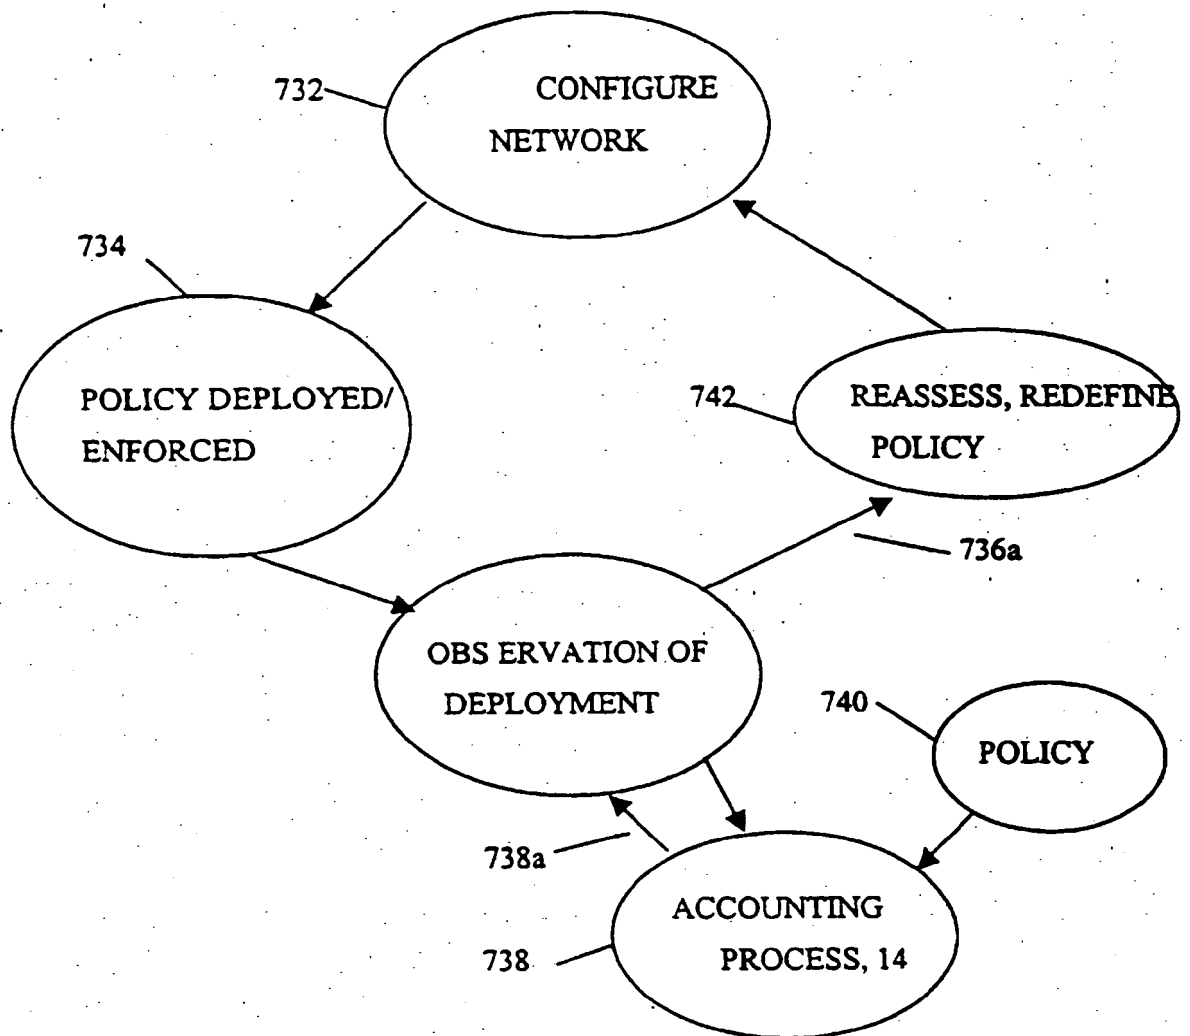 732
CONFIGURE
NETWORK
734
POLICY DEPLOYED/
ENFORCED
742
REASSESS, REDEFINE
POLICY
736a
OBS ERVATION OF
DEPLOYMENT
740
POLICY
738a
ACCOUNTING
PROCESS, 14
738